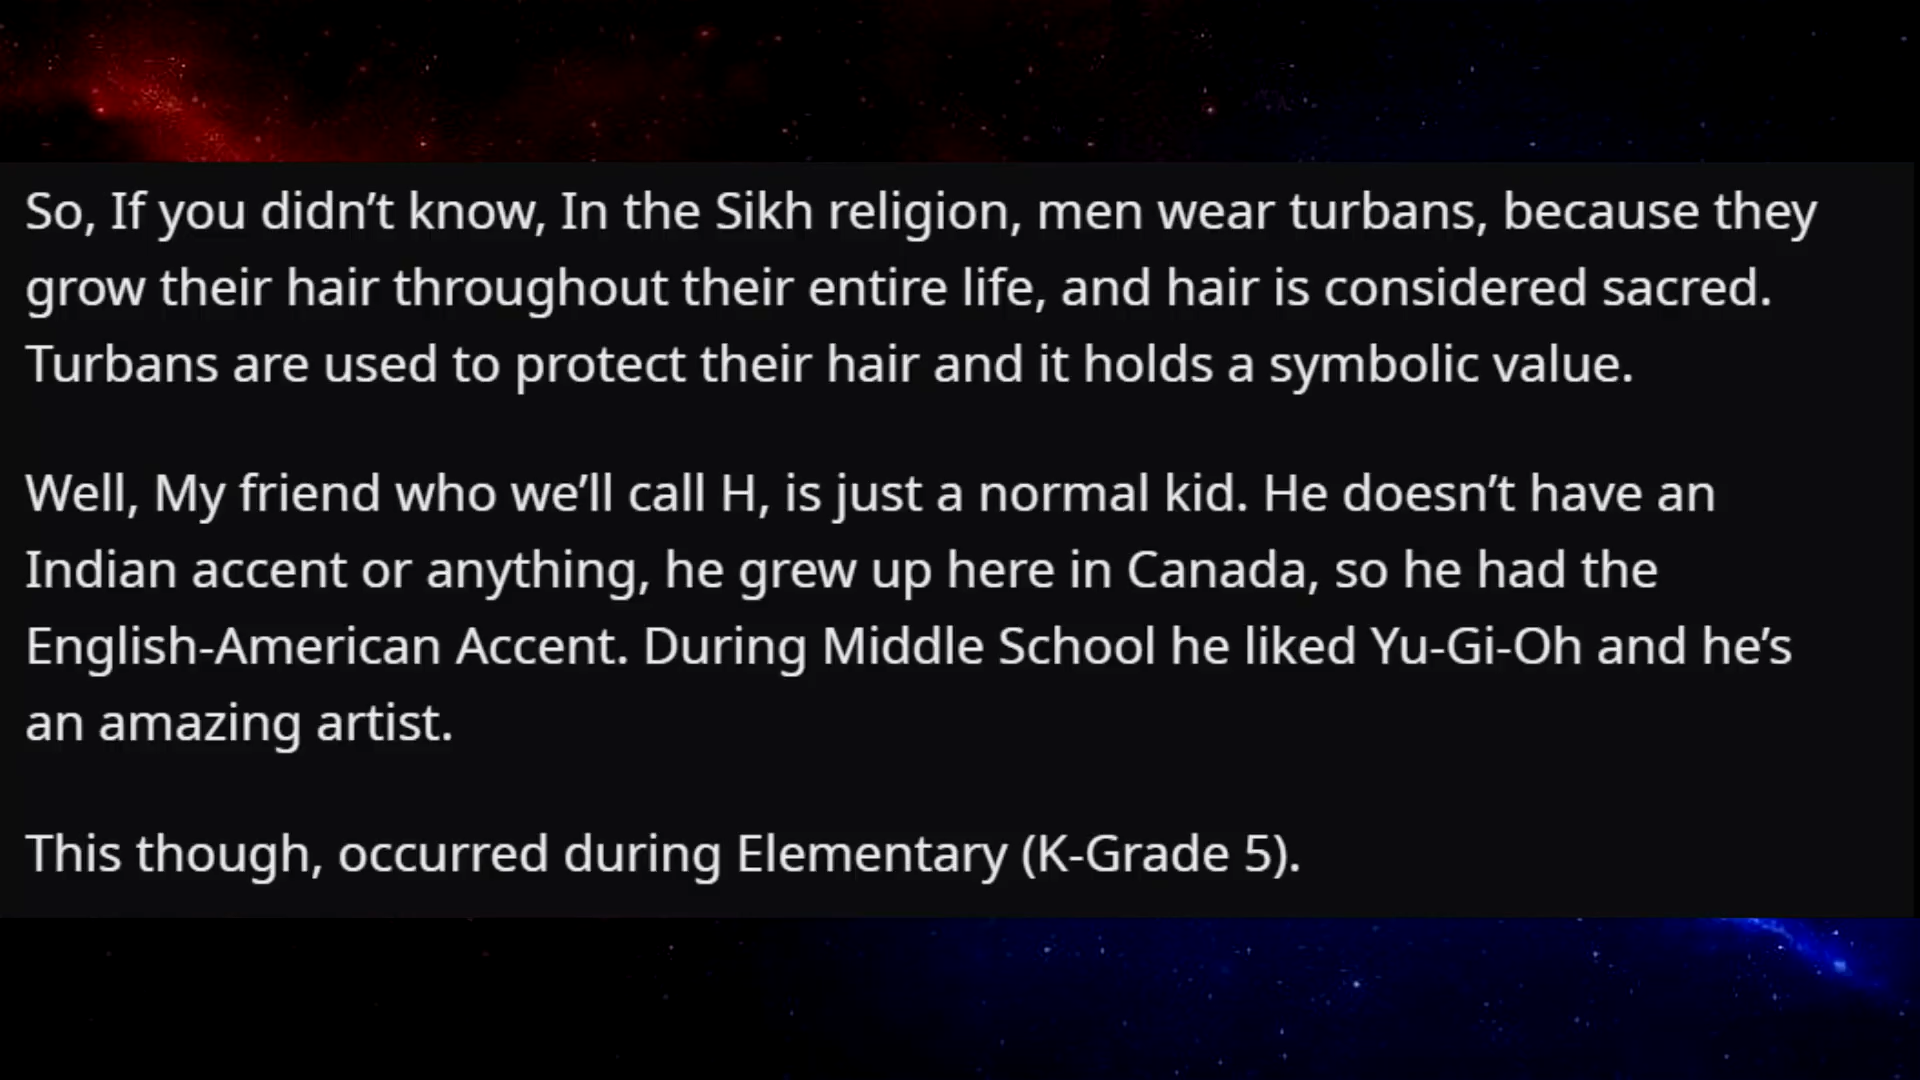 So, If you didn’t know, In the Sikh religion, men wear turbans, because they
grow their hair throughout their entire life, and hair is considered sacred.
Turbans are used to protect their hair and it holds a symbolic value.
Well, My friend who we’ll call H, is just a normal kid. He doesn’t have an
Indian accent or anything, he grew up here in Canada, so he had the
English-American Accent. During Middle School he liked Yu-Gi-Oh and he’s
an amazing artist.
This though, occurred during Elementary (K-Grade 5).